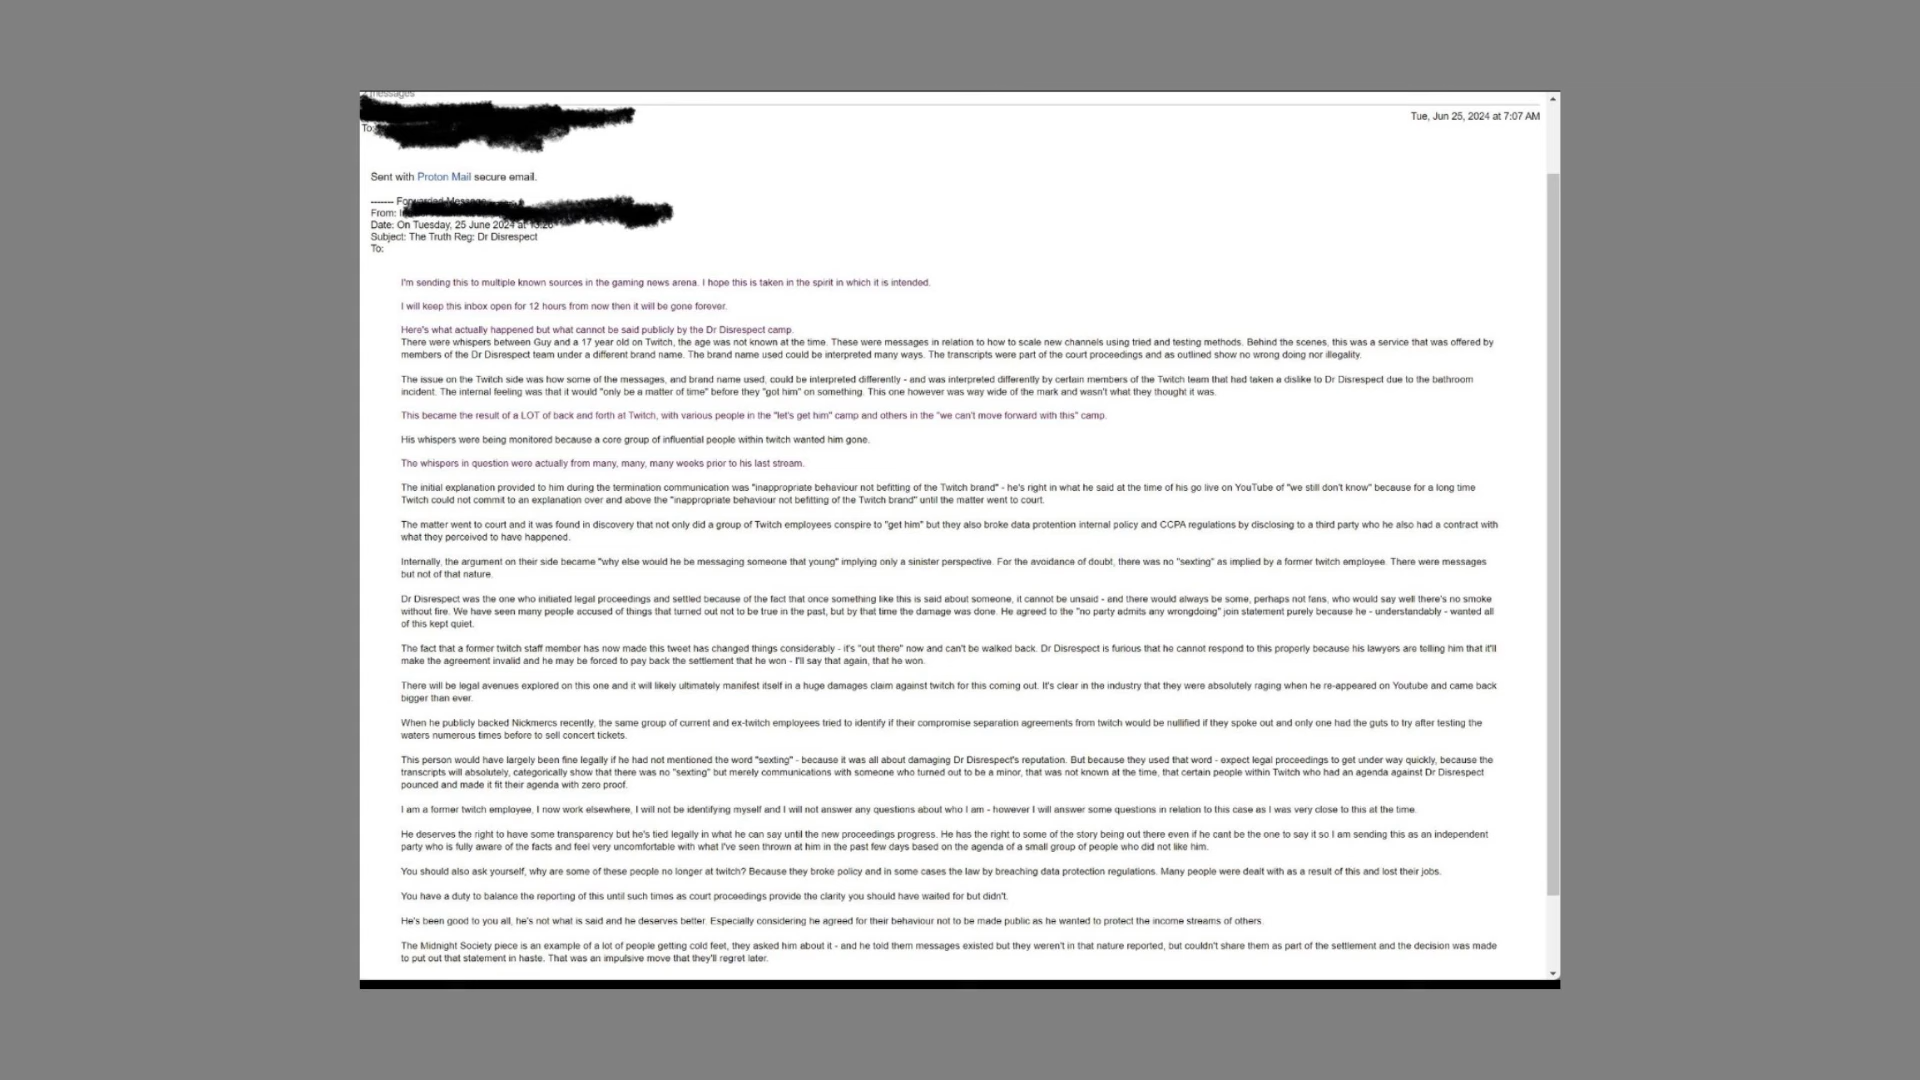 messages
Tue, Jun 25, 2024 at 7:07 AM
To:
Sent with Proton Mail secure email.
------- Forwarded Message
From:
Date: On Tuesday, 25 June 2024 at
Subject: The Truth Reg: Dr Disrespect
To:
I'm sending this to multiple known sources in the gaming news arena. I hope this is taken in the spirit in which it is intended.
I will keep this inbox open for 12 hours from now then it will be gone forever.
Here's what actually happened but what cannot be said publicly by the Dr Disrespect camp.
There were whispers between Guy and a 17 year old on Twitch, the age was not known at the time. These were messages in relation to how to scale new channels using tried and testing methods. Behind the scenes, this was a service that was offered by
members of the Dr Disrespect team under a different brand name. The brand name used could be interpreted many ways. The transcripts were part of the court proceedings and as outlined show no wrong doing nor illegality.
The issue on the Twitch side was how some of the messages, and brand name used, could be interpreted differently - and was interpreted differently by certain members of the Twitch team that had taken a dislike to Dr Disrespect due to the bathroom
incident. The internal feeling was that it would "only be a matter of time" before they "got him" on something. This one however was way wide of the mark and wasn't what they thought it was.
This became the result of a LOT of back and forth at Twitch, with various people in the "let's get him" camp and others in the "we can't move forward with this" camp.
His whispers were being monitored because a core group of influential people within twitch wanted him gone.
The whispers in question were actually from many, many, many weeks prior to his last stream.
The initial explanation provided to him during the termination communication was "inappropriate behaviour not befitting of the Twitch brand" - he's right in what he said at the time of his go live on YouTube of "we still don't know" because for a long time
Twitch could not commit to an explanation over and above the "inappropriate behaviour not befitting of the Twitch brand" until the matter went to court.
The matter went to court and it was found in discovery that not only did a group of Twitch employees conspire to "get him" but they also broke data protention internal policy and CCPA regulations by disclosing to a third party who he also had a contract with
what they perceived to have happened.
Internally, the argument on their side became "why else would he be messaging someone that young" implying only a sinister perspective. For the avoidance of doubt, there was no "sexting" as implied by a former twitch employee. There were messages
but not of that nature.
Dr Disrespect was the one who initiated legal proceedings and settled because of the fact that once something like this is said about someone, it cannot be unsaid - and there would always be some, perhaps not fans, who would say well there's no smoke
without fire. We have seen many people accused of things that turned out not to be true in the past, but by that time the damage was done. He agreed to the "no party admits any wrongdoing" join statement purely because he - understandably - wanted all
of this kept quiet.
The fact that a former twitch staff member has now made this tweet has changed things considerably - it's "out there" now and can't be walked back. Dr Disrespect is furious that he cannot respond to this properly because his lawyers are telling him that it'll
make the agreement invalid and he may be forced to pay back the settlement that he won - I'll say that again, that he won.
There will be legal avenues explored on this one and it will likely ultimately manifest itself in a huge damages claim against twitch for this coming out. It's clear in the industry that they were absolutely raging when he re-appeared on Youtube and came back
bigger than ever.
When he publicly backed Nickmercs recently, the same group of current and ex-twitch employees tried to identify if their compromise separation agreements from twitch would be nullified if they spoke out and only one had the guts to try after testing the
waters numerous times before to sell concert tickets.
This person would have largely been fine legally if he had not mentioned the word "sexting" - because it was all about damaging Dr Disrespect's reputation. But because they used that word - expect legal proceedings to get under way quickly, because the
transcripts will absolutely, categorically show that there was no "sexting" but merely communications with someone who turned out to be a minor, that was not known at the time, that certain people within Twitch who had an agenda against Dr Disrespect
pounced and made it fit their agenda with zero proof.
I am a former twitch employee, I now work elsewhere, I will not be identifying myself and I will not answer any questions about who I am - however I will answer some questions in relation to this case as I was very close to this at the time.
He deserves the right to have some transparency but he's tied legally in what he can say until the new proceedings progress. He has the right to some of the story being out there even if he cant be the one to say it so I am sending this as an independent
party who is fully aware of the facts and feel very uncomfortable with what I've seen thrown at him in the past few days based on the agenda of a small group of people who did not like him.
You should also ask yourself, why are some of these people no longer at twitch? Because they broke policy and in some cases the law by breaching data protection regulations. Many people were dealt with as a result of this and lost their jobs.
You have a duty to balance the reporting of this until such times as court proceedings provide the clarity you should have waited for but didn't.
He's been good to you all, he's not what is said and he deserves better. Especially considering he agreed for their behaviour not to be made public as he wanted to protect the income streams of others.
The Midnight Society piece is an example of a lot of people getting cold feet, they asked him about it - and he told them messages existed but they weren't in that nature reported, but couldn't share them as part of the settlement and the decision was made
to put out that statement in haste. That was an impulsive move that they'll regret later.